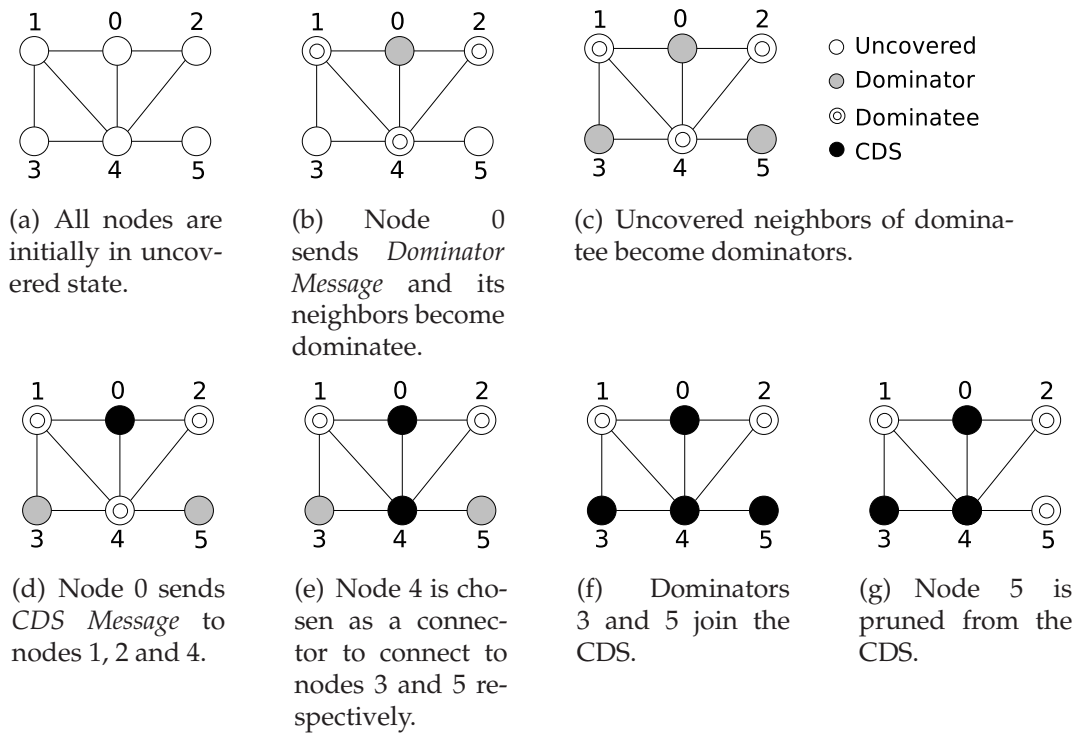 1 0 2
3 4 5
(a) All nodes are
initially in uncov-
ered state.
1 0 2
3 4 5
(b) Node 0
sends Dominator
Message and its
neighbors become
dominatee.
1 0 2
3 4 5
Uncovered
Dominator
Dominatee
CDS
(c) Uncovered neighbors of domina-
tee become dominators.
1 0 2
3 4 5
(d) Node 0 sends
CDS Message to
nodes 1, 2 and 4.
1 0 2
3 4 5
(e) Node 4 is cho-
sen as a connec-
tor to connect to
nodes 3 and 5 re-
spectively.
1 0 2
3 4 5
(f) Dominators
3 and 5 join the
CDS.
1 0 2
3 4 5
(g) Node 5 is
pruned from the
CDS.